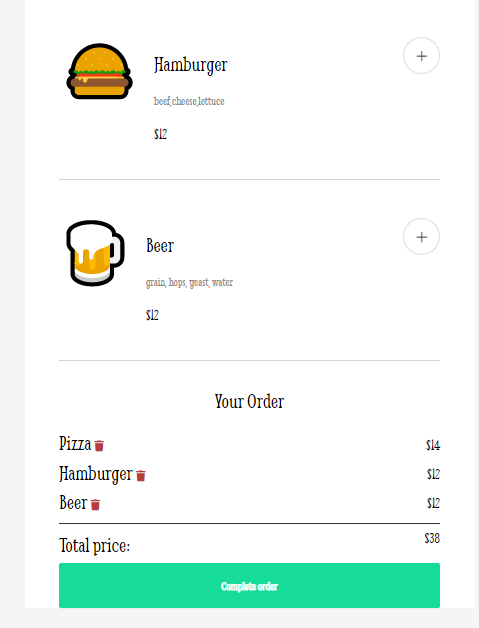 Hamburger
beef,cheese,lettuce
$12
Beer
grain, hops, yeast, water
$12
Your Order
Pizza $14
Hamburger $12
Beer $12
Total price: $38
Complete order